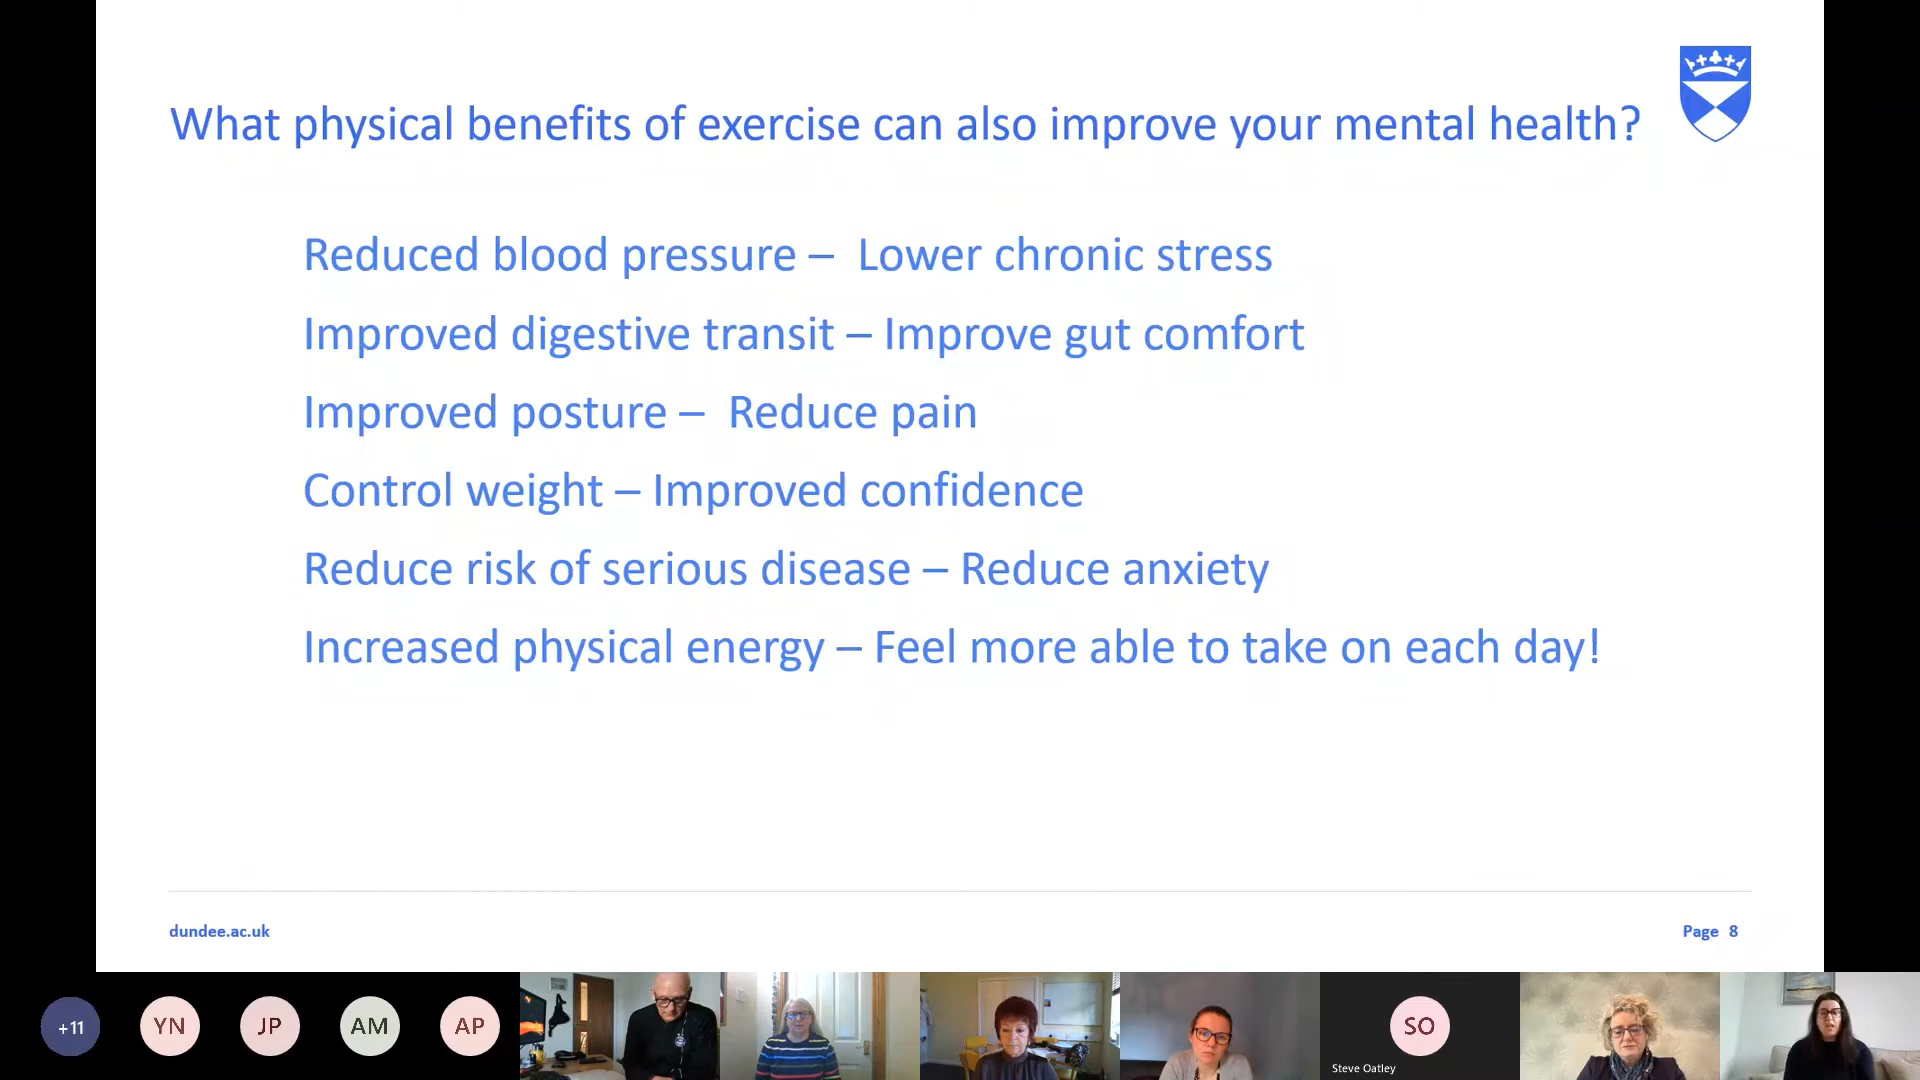 What physical benefits of exercise can also improve your mental health?
Reduced blood pressure – Lower chronic stress
Improved digestive transit – Improve gut comfort
Improved posture – Reduce pain
Control weight – Improved confidence
Reduce risk of serious disease – Reduce anxiety
Increased physical energy – Feel more able to take on each day!
dundee.ac.uk
Page 8
+11
YN
JP
AM
AP
SO
Steve Oatley